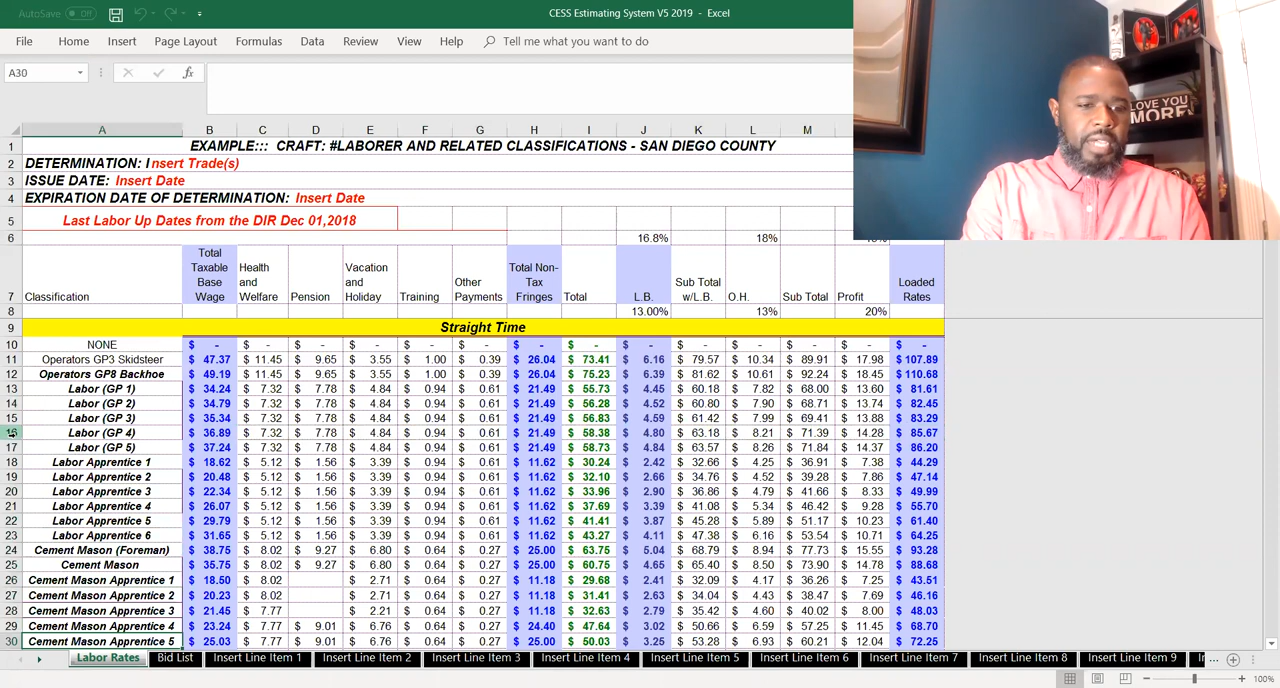 AutoSave Off CESS Estimating System V5 2019 - Excel
File Home Insert Page Layout Formulas Data Review View Help Tell me what you want to do
A30 fx
LOVE YOU MORE
A B C D E F G H I J K L M
1 EXAMPLE::: CRAFT: #LABORER AND RELATED CLASSIFICATIONS - SAN DIEGO COUNTY
2 DETERMINATION: Insert Trade(s)
3 ISSUE DATE: Insert Date
4 EXPIRATION DATE OF DETERMINATION: Insert Date
5 Last Labor Up Dates from the DIR Dec 01,2018
6 16.8% 18%
7 Classification Total Taxable Base Wage Health and Welfare Pension Vacation and Holiday Training Other Payments Total Non-Tax Fringes Total L.B. Sub Total w/L.B. O.H. Sub Total Profit Loaded Rates
8 13.00% 13% 20%
9 Straight Time
10 NONE $ - $ - $ - $ - $ - $ - $ - $ - $ - $ - $ - $ - $ - $ -
11 Operators GP3 Skidsteer $ 47.37 $ 11.45 $ 9.65 $ 3.55 $ 1.00 $ 0.39 $ 26.04 $ 73.41 $ 6.16 $ 79.57 $ 10.34 $ 89.91 $ 17.98 $ 107.89
12 Operators GP8 Backhoe $ 49.19 $ 11.45 $ 9.65 $ 3.55 $ 1.00 $ 0.39 $ 26.04 $ 75.23 $ 6.39 $ 81.62 $ 10.61 $ 92.24 $ 18.45 $ 110.68
13 Labor (GP 1) $ 34.24 $ 7.32 $ 7.78 $ 4.84 $ 0.94 $ 0.61 $ 21.49 $ 55.73 $ 4.45 $ 60.18 $ 7.82 $ 68.00 $ 13.60 $ 81.61
14 Labor (GP 2) $ 34.79 $ 7.32 $ 7.78 $ 4.84 $ 0.94 $ 0.61 $ 21.49 $ 56.28 $ 4.52 $ 60.80 $ 7.90 $ 68.71 $ 13.74 $ 82.45
15 Labor (GP 3) $ 35.34 $ 7.32 $ 7.78 $ 4.84 $ 0.94 $ 0.61 $ 21.49 $ 56.83 $ 4.59 $ 61.42 $ 7.99 $ 69.41 $ 13.88 $ 83.29
16 Labor (GP 4) $ 36.89 $ 7.32 $ 7.78 $ 4.84 $ 0.94 $ 0.61 $ 21.49 $ 58.38 $ 4.80 $ 63.18 $ 8.21 $ 71.39 $ 14.28 $ 85.67
17 Labor (GP 5) $ 37.24 $ 7.32 $ 7.78 $ 4.84 $ 0.94 $ 0.61 $ 21.49 $ 58.73 $ 4.84 $ 63.57 $ 8.26 $ 71.84 $ 14.37 $ 86.20
18 Labor Apprentice 1 $ 18.62 $ 5.12 $ 1.56 $ 3.39 $ 0.94 $ 0.61 $ 11.62 $ 30.24 $ 2.42 $ 32.66 $ 4.25 $ 36.91 $ 7.38 $ 44.29
19 Labor Apprentice 2 $ 20.48 $ 5.12 $ 1.56 $ 3.39 $ 0.94 $ 0.61 $ 11.62 $ 32.10 $ 2.66 $ 34.76 $ 4.52 $ 39.28 $ 7.86 $ 47.14
20 Labor Apprentice 3 $ 22.34 $ 5.12 $ 1.56 $ 3.39 $ 0.94 $ 0.61 $ 11.62 $ 33.96 $ 2.90 $ 36.86 $ 4.79 $ 41.66 $ 8.33 $ 49.99
21 Labor Apprentice 4 $ 26.07 $ 5.12 $ 1.56 $ 3.39 $ 0.94 $ 0.61 $ 11.62 $ 37.69 $ 3.39 $ 41.08 $ 5.34 $ 46.42 $ 9.28 $ 55.70
22 Labor Apprentice 5 $ 29.79 $ 5.12 $ 1.56 $ 3.39 $ 0.94 $ 0.61 $ 11.62 $ 41.41 $ 3.87 $ 45.28 $ 5.89 $ 51.17 $ 10.23 $ 61.40
23 Labor Apprentice 6 $ 31.65 $ 5.12 $ 1.56 $ 3.39 $ 0.94 $ 0.61 $ 11.62 $ 43.27 $ 4.11 $ 47.38 $ 6.16 $ 53.54 $ 10.71 $ 64.25
24 Cement Mason (Foreman) $ 38.75 $ 8.02 $ 9.27 $ 6.80 $ 0.64 $ 0.27 $ 25.00 $ 63.75 $ 5.04 $ 68.79 $ 8.94 $ 77.73 $ 15.55 $ 93.28
25 Cement Mason $ 35.75 $ 8.02 $ 9.27 $ 6.80 $ 0.64 $ 0.27 $ 25.00 $ 60.75 $ 4.65 $ 65.40 $ 8.50 $ 73.90 $ 14.78 $ 88.68
26 Cement Mason Apprentice 1 $ 18.50 $ 8.02 $ 2.71 $ 0.64 $ 0.27 $ 11.18 $ 29.68 $ 2.41 $ 32.09 $ 4.17 $ 36.26 $ 7.25 $ 43.51
27 Cement Mason Apprentice 2 $ 20.23 $ 8.02 $ 2.71 $ 0.64 $ 0.27 $ 11.18 $ 31.41 $ 2.63 $ 34.04 $ 4.43 $ 38.47 $ 7.69 $ 46.16
28 Cement Mason Apprentice 3 $ 21.45 $ 7.77 $ 2.21 $ 0.64 $ 0.27 $ 11.18 $ 32.63 $ 2.79 $ 35.42 $ 4.60 $ 40.02 $ 8.00 $ 48.03
29 Cement Mason Apprentice 4 $ 23.24 $ 7.77 $ 9.01 $ 6.76 $ 0.64 $ 0.27 $ 24.40 $ 47.64 $ 3.02 $ 50.66 $ 6.59 $ 57.25 $ 11.45 $ 68.70
30 Cement Mason Apprentice 5 $ 25.03 $ 7.77 $ 9.01 $ 6.76 $ 0.64 $ 0.27 $ 25.00 $ 50.03 $ 3.25 $ 53.28 $ 6.93 $ 60.21 $ 12.04 $ 72.25
Labor Rates Bid List Insert Line Item 1 Insert Line Item 2 Insert Line Item 3 Insert Line Item 4 Insert Line Item 5 Insert Line Item 6 Insert Line Item 7 Insert Line Item 8 Insert Line Item 9 ...
100%